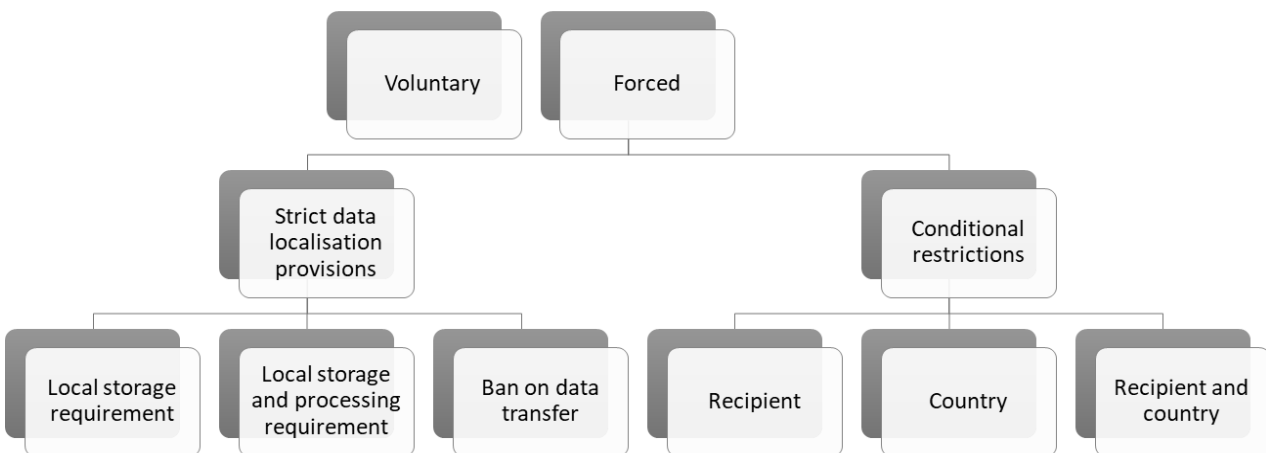 Voluntary
Forced
Strict data
localisation
provisions
Conditional
restrictions
Local storage
requirement
Local storage
and processing
requirement
Ban on data
transfer
Recipient
Country
Recipient and
country